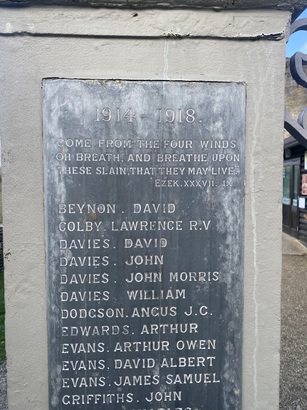 1914 - 1918.
COME FROM THE FOUR WINDS
OH BREATH, AND BREATHE UPON
THESE SLAIN, THAT THEY MAY LIVE.
EZEK. XXXVII. IX
BEYNON. DAVID
COLBY. LAWRENCE R.V.
DAVIES. DAVID
DAVIES. JOHN
DAVIES. JOHN MORRIS
DAVIES. WILLIAM
DODGSON. ANGUS J.C.
EDWARDS. ARTHUR
EVANS. ARTHUR OWEN
EVANS. DAVID ALBERT
EVANS. JAMES SAMUEL
GRIFFITHS. JOHN